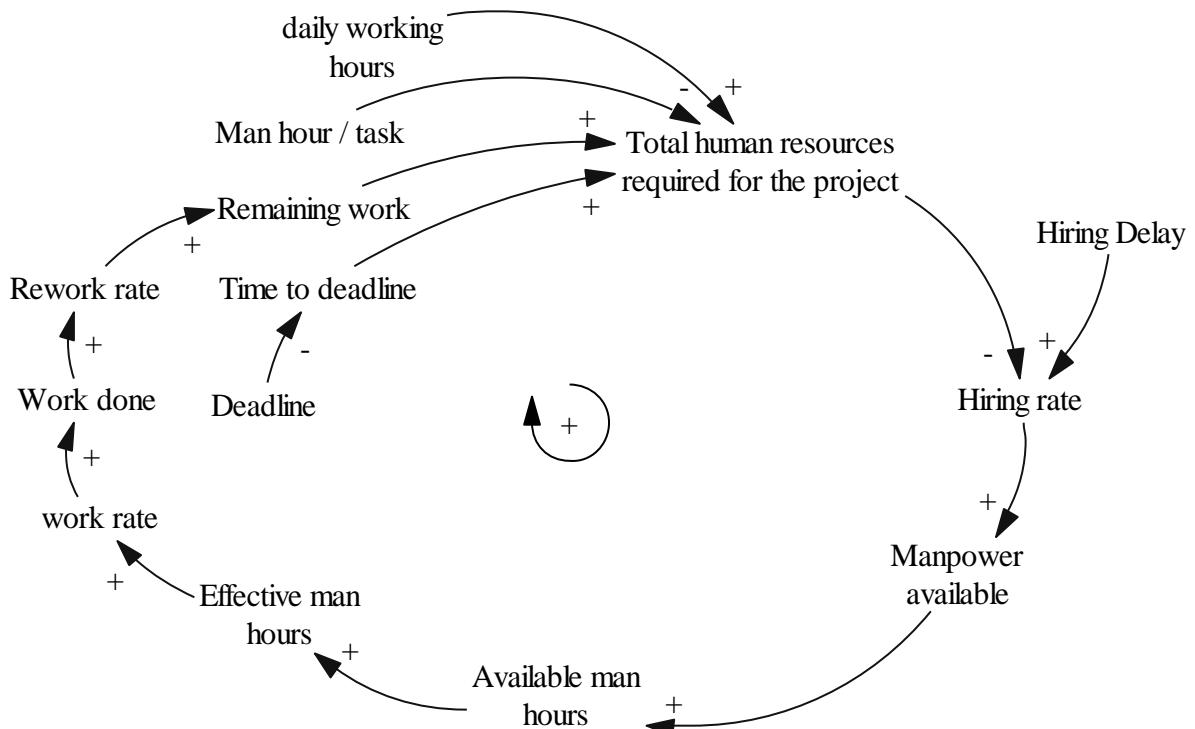 daily working
hours
-
+
Man hour / task
+
Total human resources
required for the project
Remaining work
+
+
Hiring Delay
Rework rate
Time to deadline
+
-
-
+
Work done
Deadline
Hiring rate
+
+
work rate
+
+
Manpower
available
Effective man
hours
+
Available man
hours
+